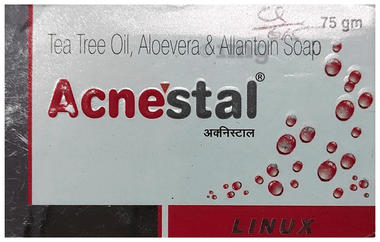 75 gm
Tea Tree Oil, Aloevera & Allantoin Soap
Acnestal®
अक्निस्टाल
LINUX